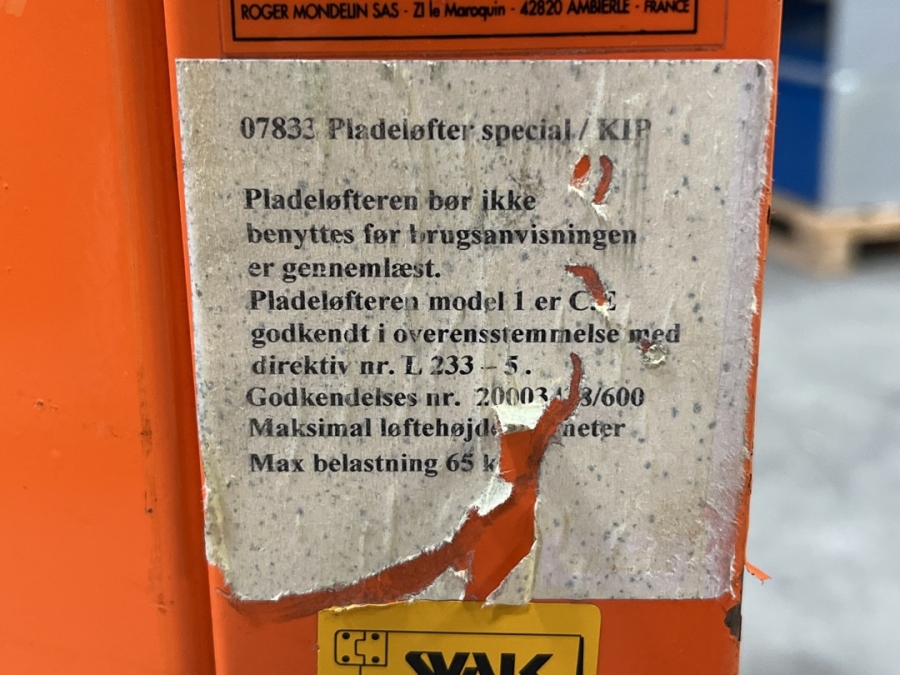 ROGER MONDELIN SAS - ZI le Maroquin - 42820 AMBIERLE - FRANCE
07833 Pladeløfter special / KIP
Pladeløfteren bør ikke
benyttes før brugsanvisningen
er gennemlæst.
Pladeløfteren model 1 er C.E
godkendt i overensstemmelse med
direktiv nr. L 233 - 5.
Godkendelses nr.
Maksimal løftehøjde meter
Max belastning 65